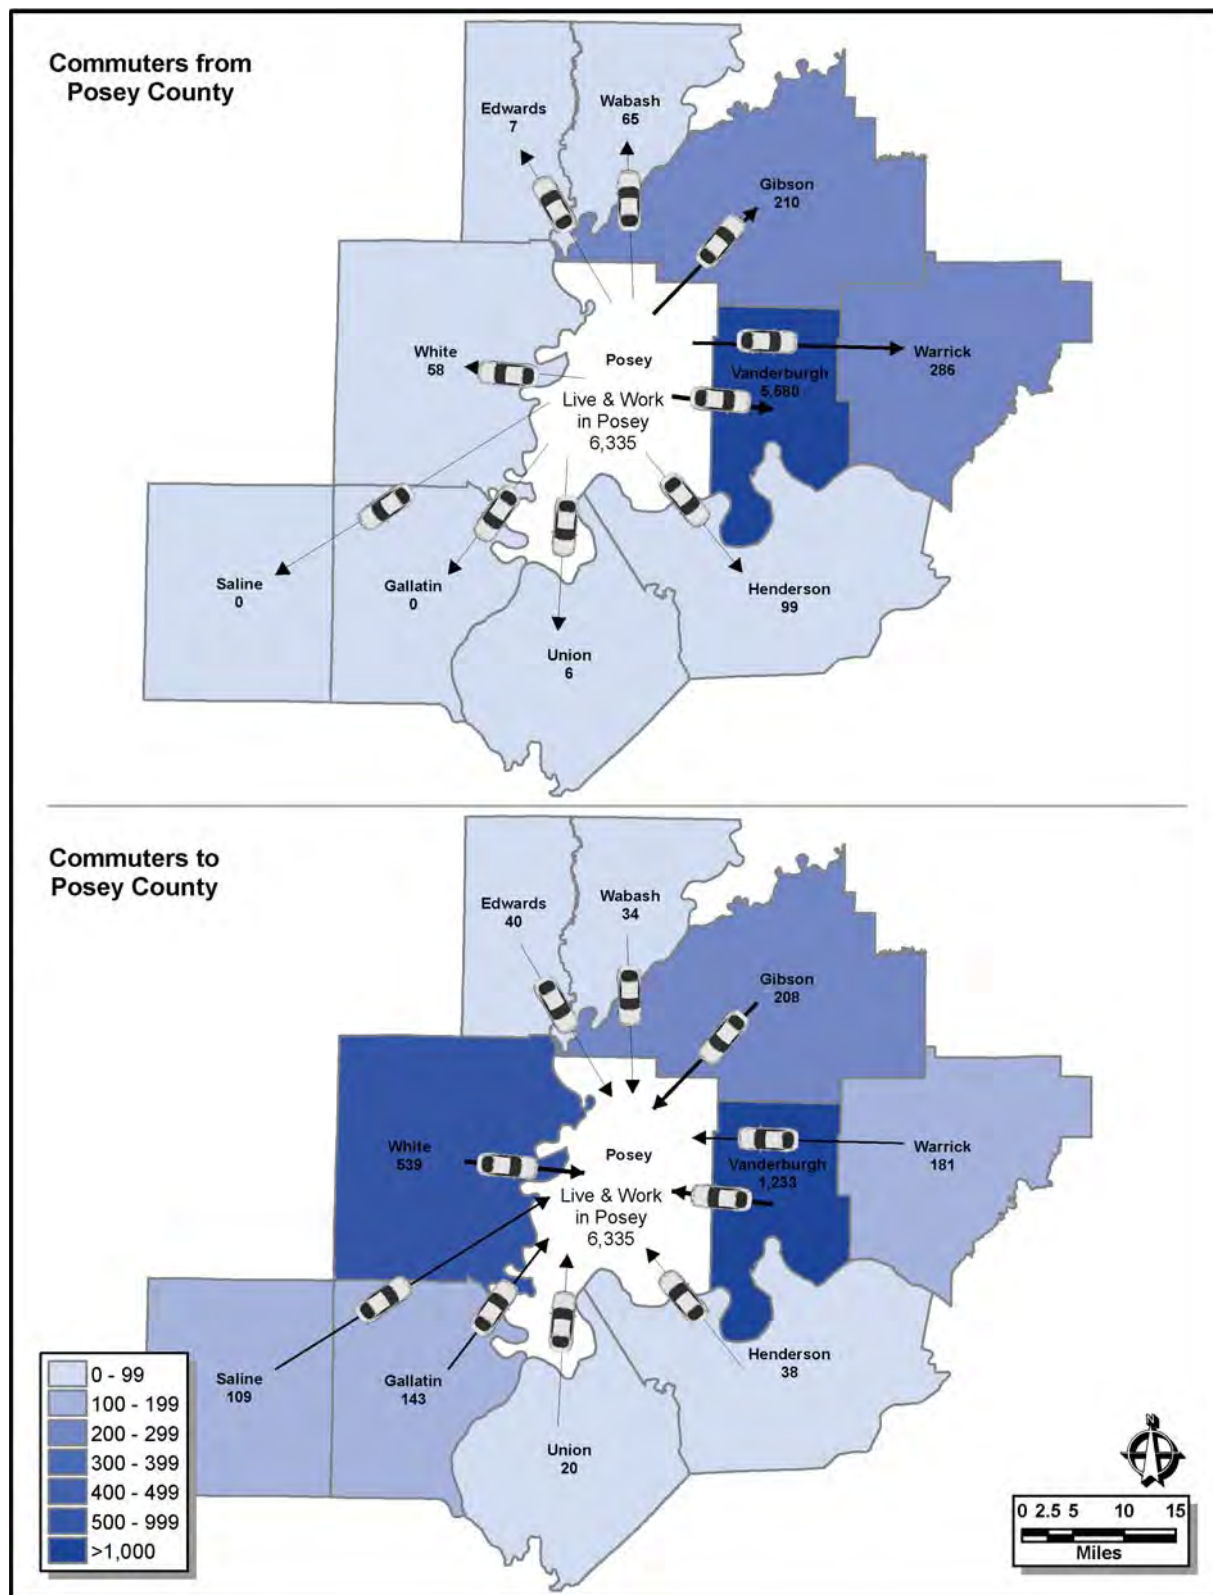 Commuters from
Posey County
Edwards
7
Wabash
65
Gibson
210
White
58
Posey
Live & Work
in Posey
6,335
Vanderburgh
5,580
Warrick
286
Saline
0
Gallatin
0
Union
6
Henderson
99
Commuters to
Posey County
Edwards
40
Wabash
34
Gibson
208
White
539
Posey
Live & Work
in Posey
6,335
Vanderburgh
1,233
Warrick
181
Saline
109
Gallatin
143
Union
20
Henderson
38
0 - 99
100 - 199
200 - 299
300 - 399
400 - 499
500 - 999
>1,000
N
0 2.5 5 10 15
Miles